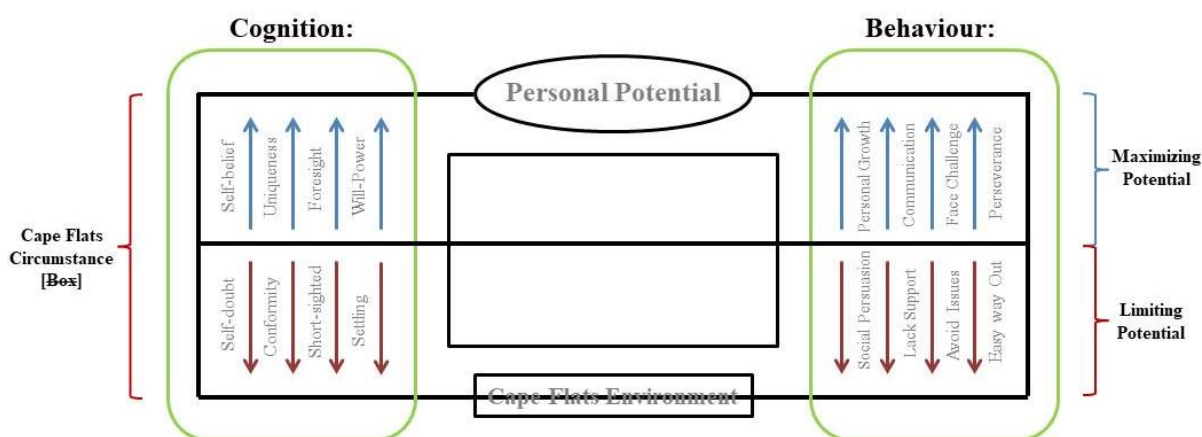 Cognition:
Behaviour:
Personal Potential
Self-belief
Uniqueness
Foresight
Will-Power
Personal Growth
Communication
Face Challenge
Perseverance
Maximizing
Potential
Cape Flats
Circumstance
[Box]
Self-doubt
Conformity
Short-sighted
Settling
Social Persuasion
Lack Support
Avoid Issues
Easy way Out
Limiting
Potential
Cape Flats Environment